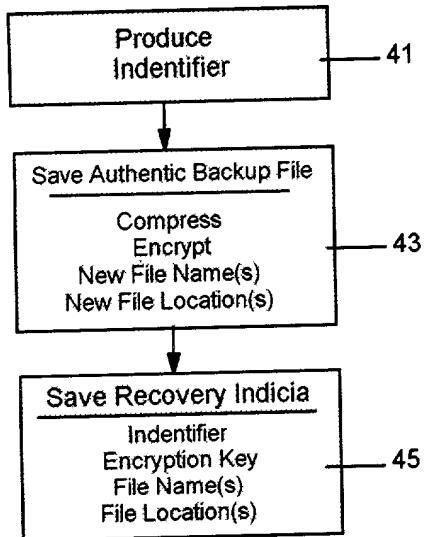 Produce
Indentifier
41
Save Authentic Backup File
Compress
Encrypt
43
New File Name(s)
New File Location(s)
Save Recovery Indicia
Indentifier
Encryption Key
45
File Name(s)
File Location(s)